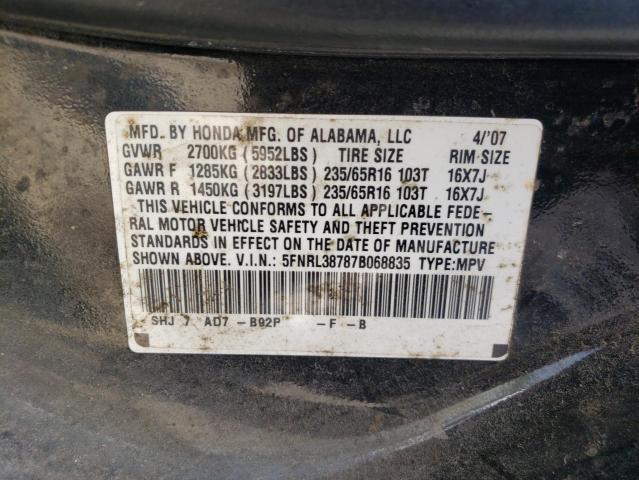 MFD. BY HONDA MFG. OF ALABAMA, LLC 4/'07
GVWR 2700KG (5952LBS) TIRE SIZE RIM SIZE
GAWR F 1285KG (2833LBS) 235/65R16 103T 16X7J
GAWR R 1450KG (3197LBS) 235/65R16 103T 16X7J
THIS VEHICLE CONFORMS TO ALL APPLICABLE FEDE-
RAL MOTOR VEHICLE SAFETY AND THEFT PREVENTION
STANDARDS IN EFFECT ON THE DATE OF MANUFACTURE
SHOWN ABOVE. V.I.N.: 5FNRL38787B068835 TYPE:MPV
SHJ 7 AD7 -B92P -F -B